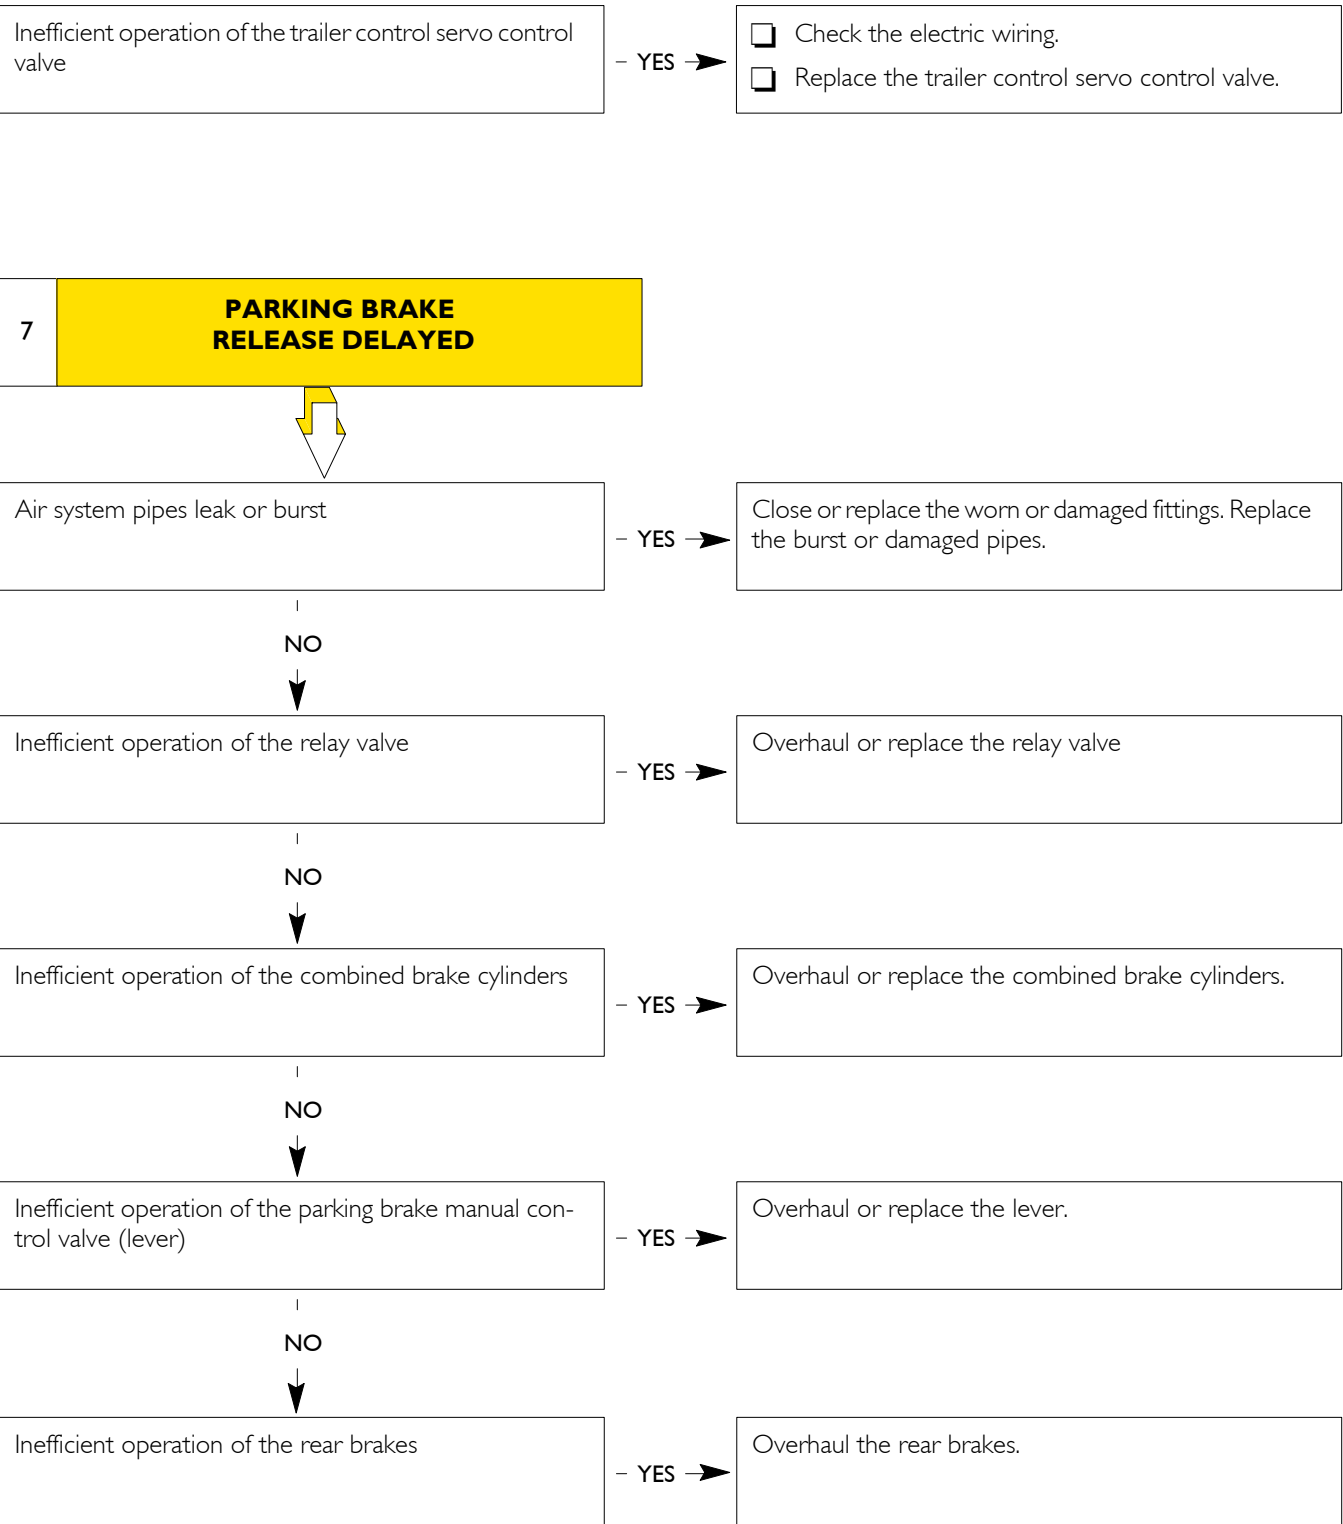 Inefficient operation of the trailer control servo control
valve
YES
❏ Check the electric wiring.
❏ Replace the trailer control servo control valve.
7
PARKING BRAKE
RELEASE DELAYED
Air system pipes leak or burst
YES
Close or replace the worn or damaged fittings. Replace
the burst or damaged pipes.
NO
Inefficient operation of the relay valve
YES
Overhaul or replace the relay valve
NO
Inefficient operation of the combined brake cylinders
YES
Overhaul or replace the combined brake cylinders.
NO
Inefficient operation of the parking brake manual con-
trol valve (lever)
YES
Overhaul or replace the lever.
NO
Inefficient operation of the rear brakes
YES
Overhaul the rear brakes.